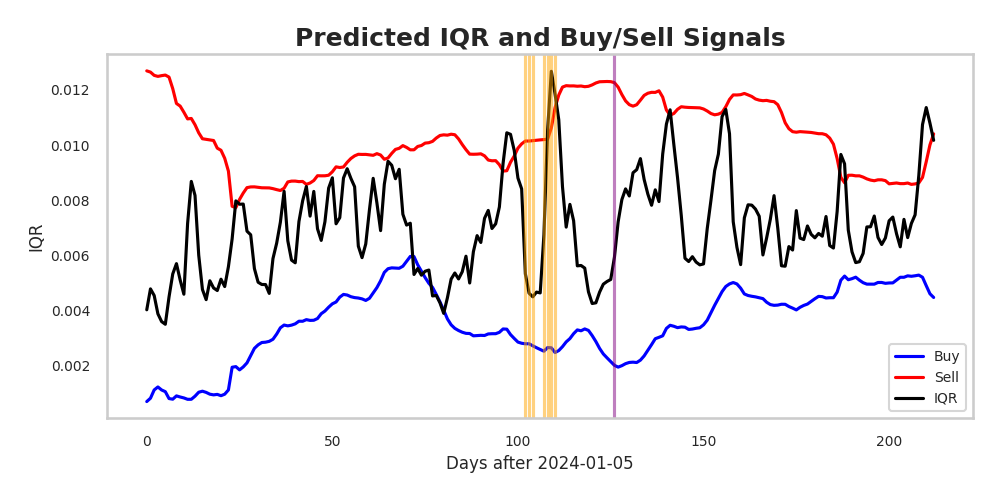 Predicted IQR and Buy/Sell Signals
0.012
0.010
0.008
0.006
0.004
0.002
IQR
Buy
Sell
IQR
0 50 100 150 200
Days after 2024-01-05